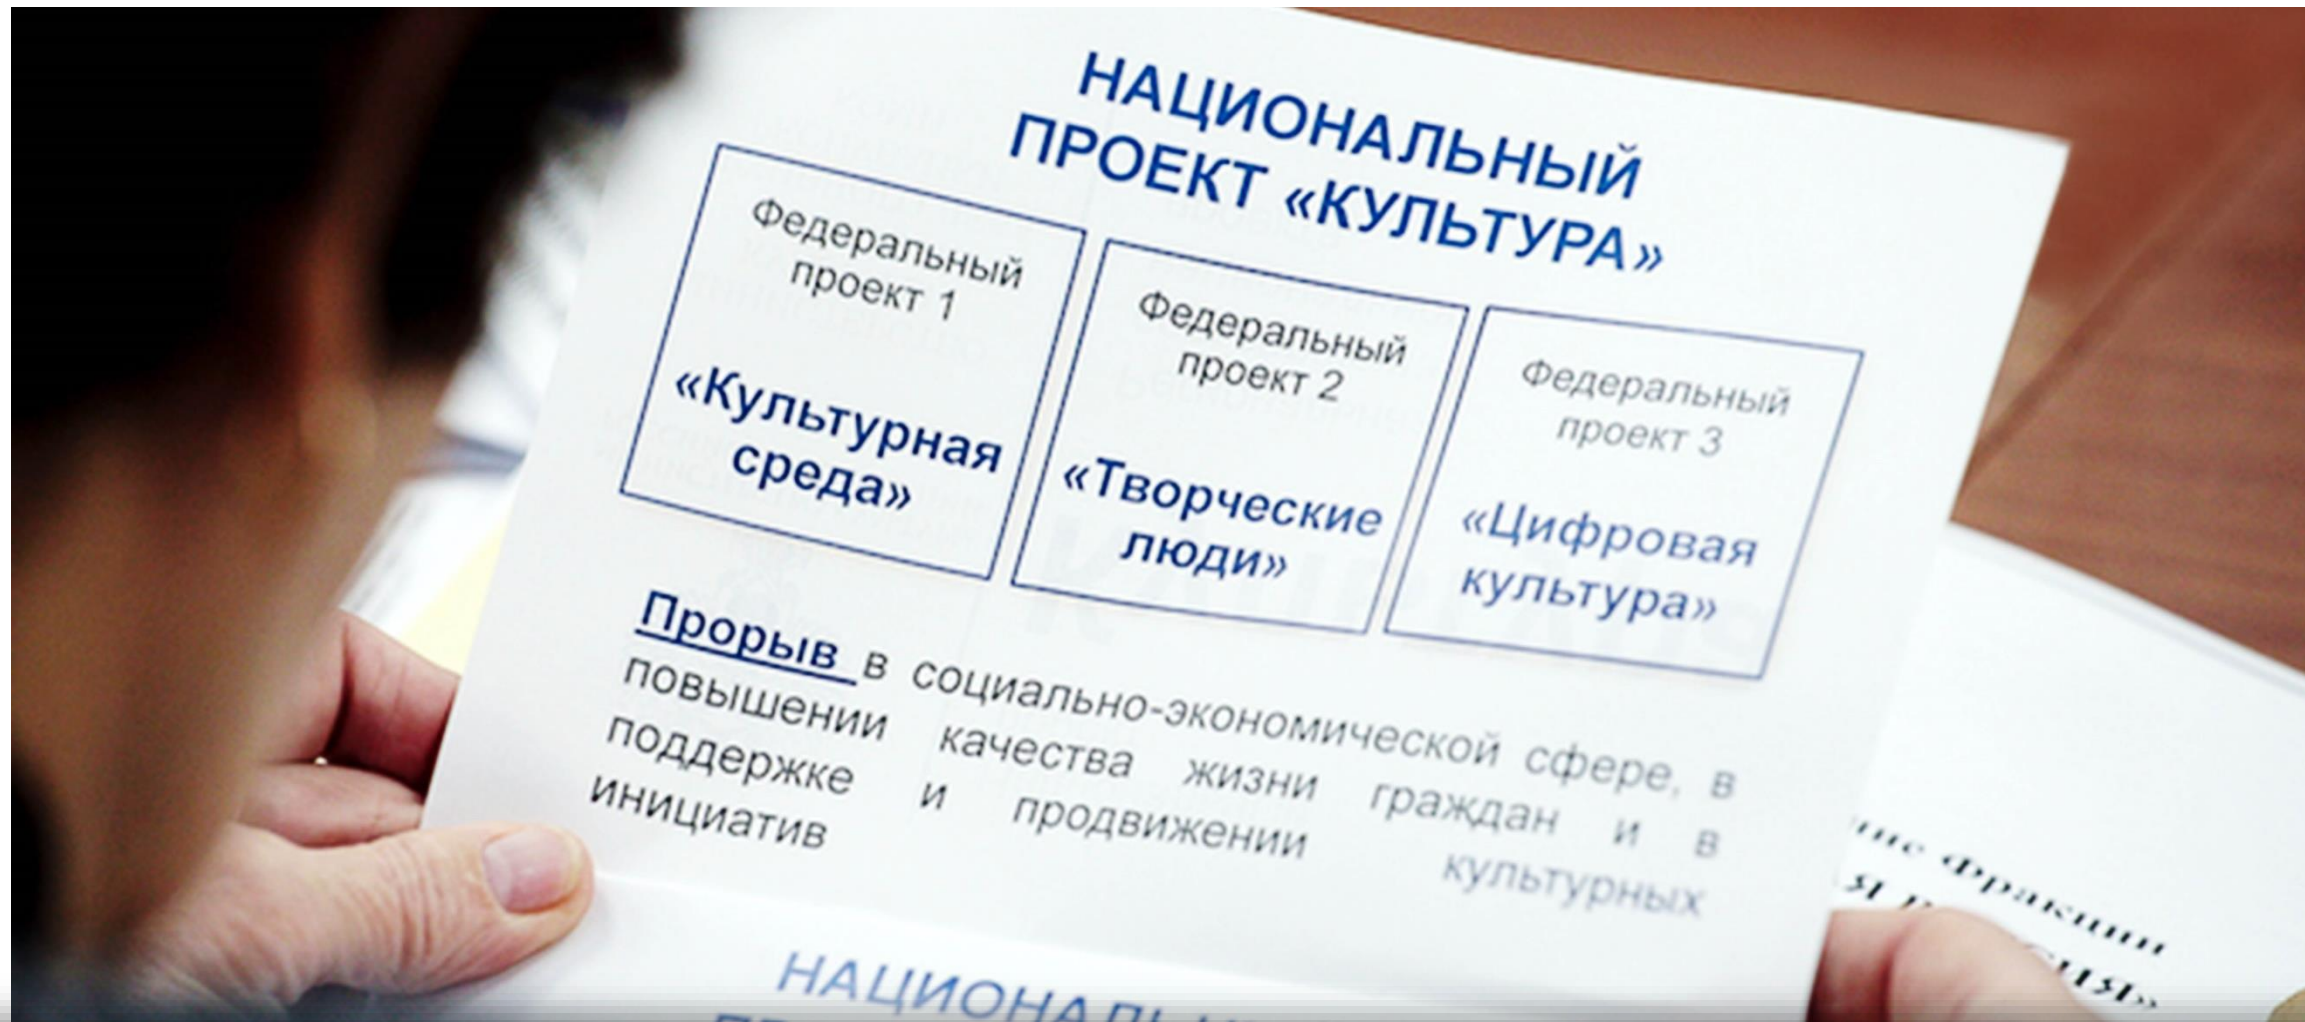 НАЦИОНАЛЬНЫЙ
ПРОЕКТ «КУЛЬТУРА»
Федеральный
проект 1
«Культурная
среда»
Федеральный
проект 2
«Творческие
люди»
Федеральный
проект 3
«Цифровая
культура»
Прорыв в социально-экономической сфере, в
повышении качества жизни граждан и в
поддержке и продвижении культурных
инициатив